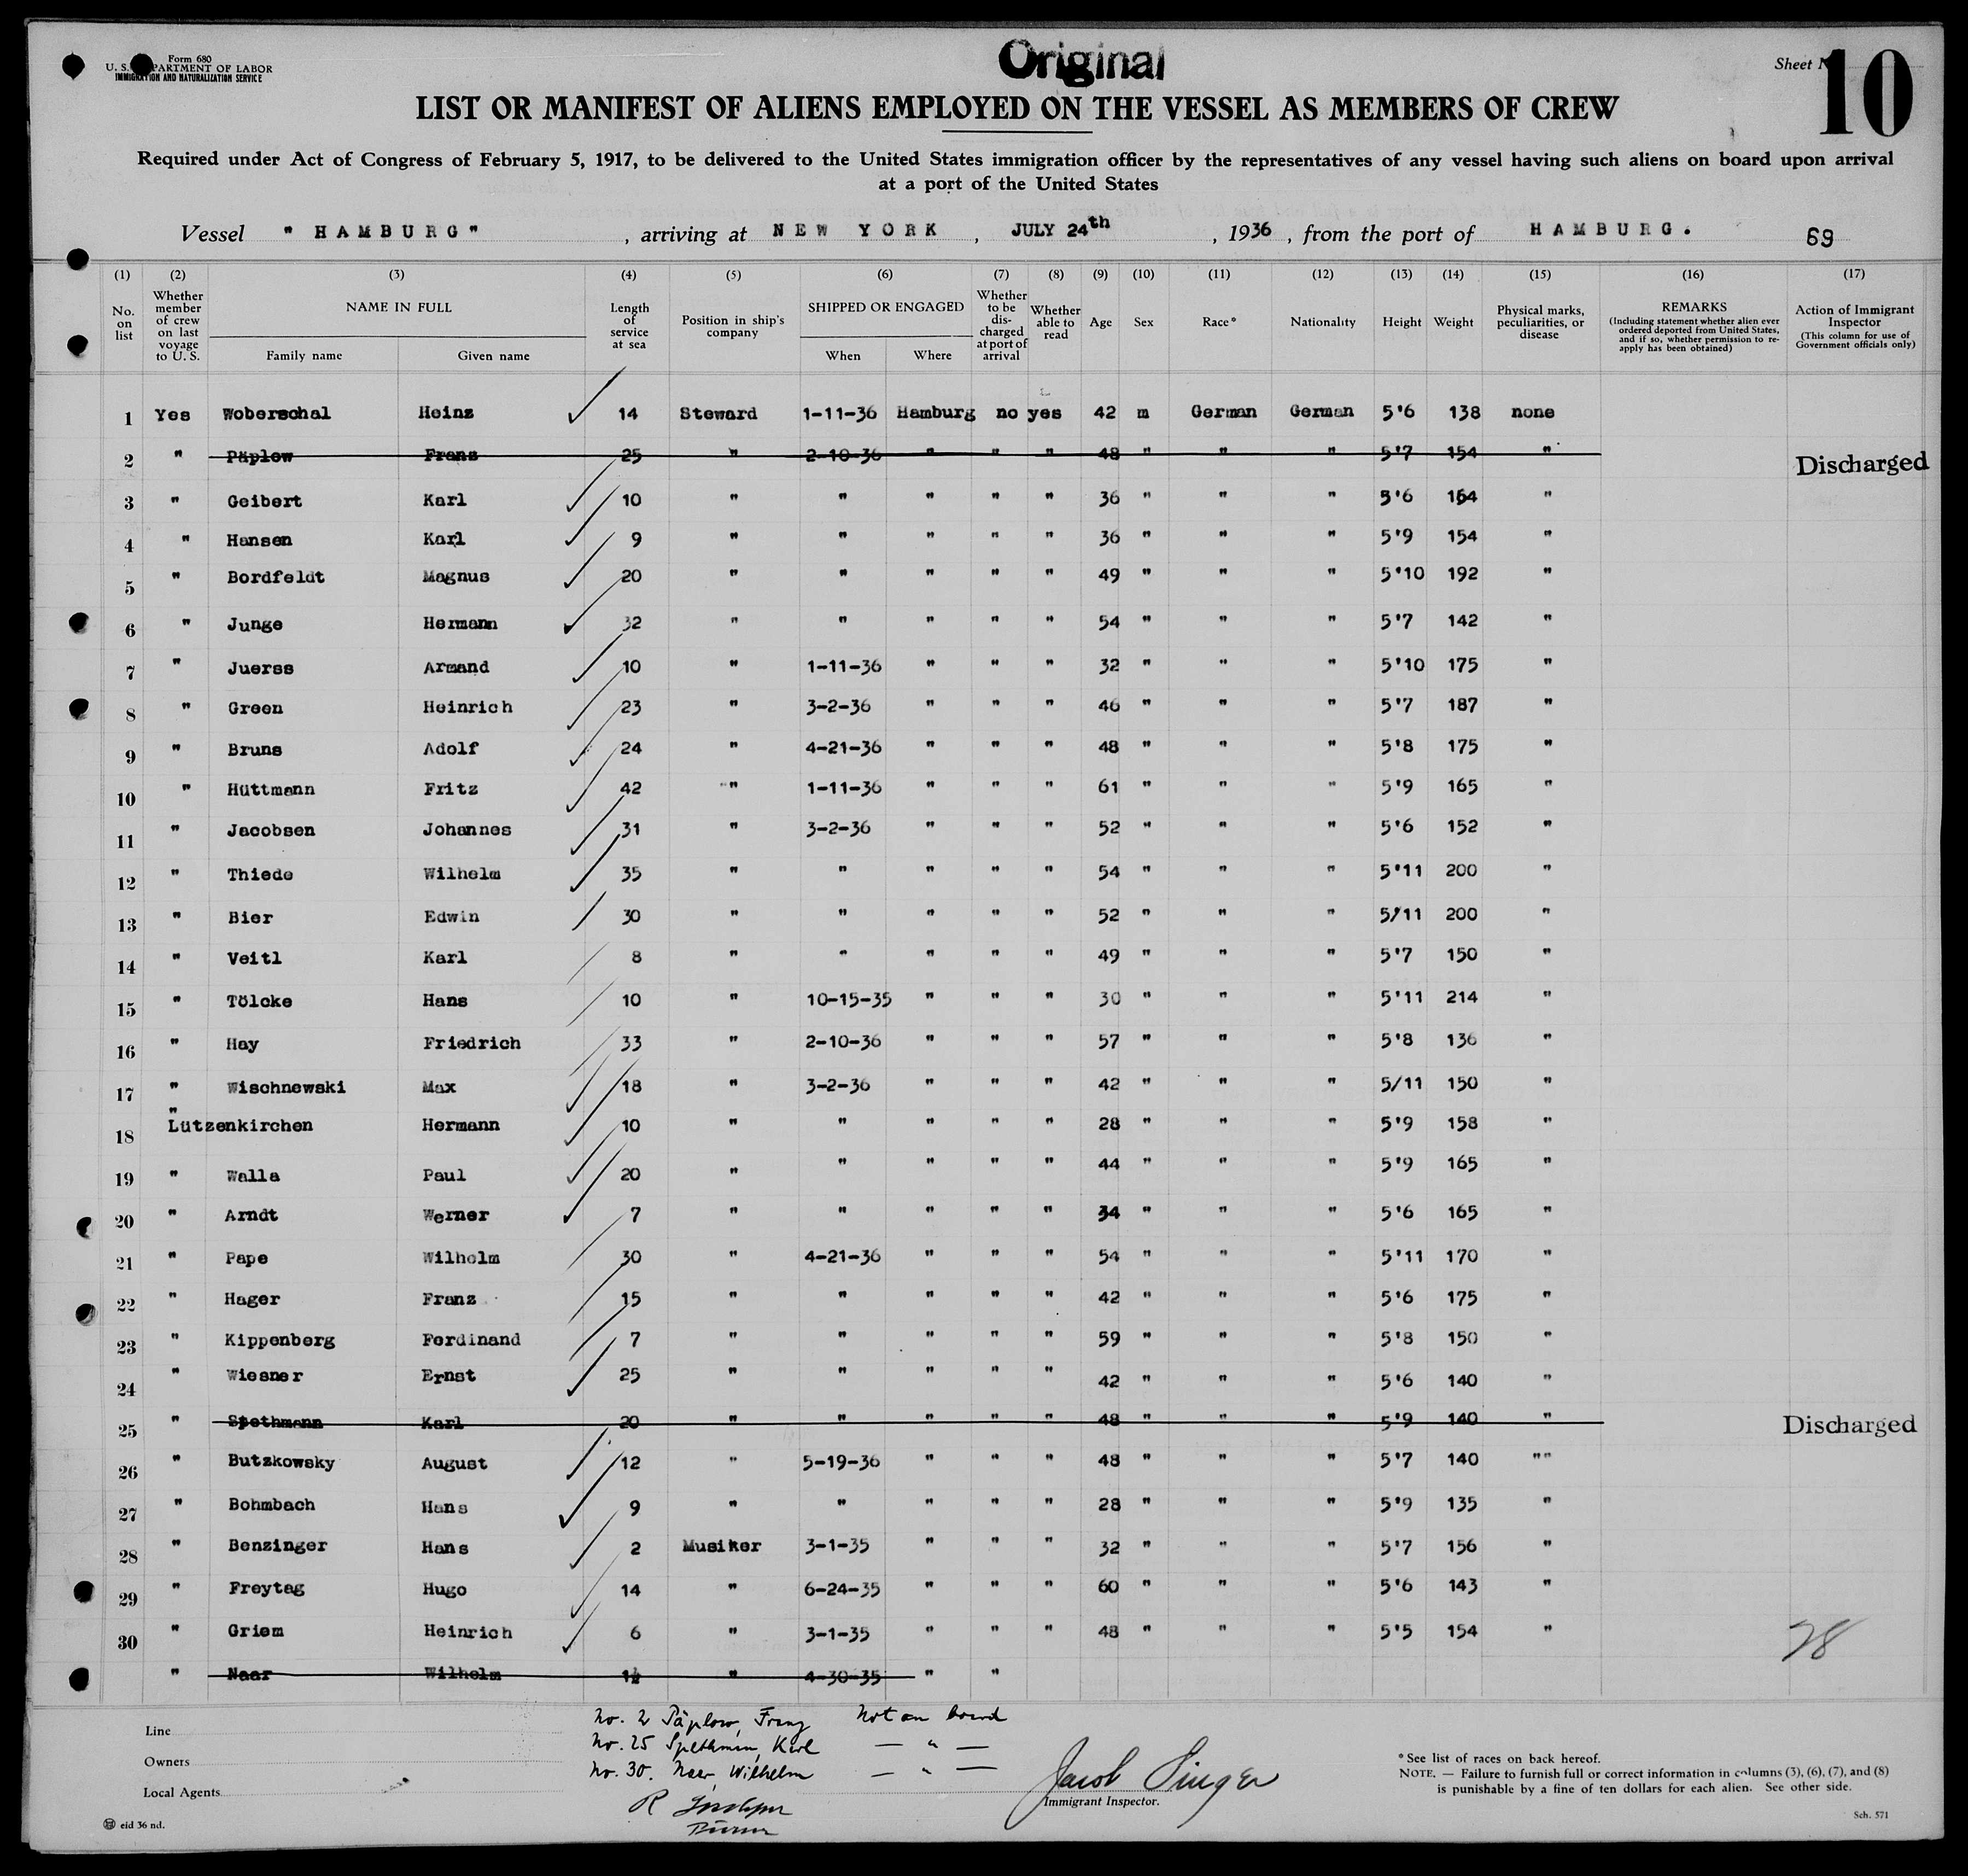 Form 680
U. S. DEPARTMENT OF LABOR
IMMIGRATION AND NATURALIZATION SERVICE
Original
Sheet N
10
LIST OR MANIFEST OF ALIENS EMPLOYED ON THE VESSEL AS MEMBERS OF CREW
Required under Act of Congress of February 5, 1917, to be delivered to the United States immigration officer by the representatives of any vessel having such aliens on board upon arrival
at a port of the United States
Vessel " HAMBURG" , arriving at NEW YORK , JULY 24th , 1936 , from the port of HAMBURG. 69
(1) (2) (3) (4) (5) (6) (7) (8) (9) (10) (11) (12) (13) (14) (15) (16) (17)
No. on list Whether member of crew on last voyage to U. S. NAME IN FULL Family name Given name Length of service at sea Position in ship's company SHIPPED OR ENGAGED When Where Whether to be discharged at port of arrival Whether able to read Age Sex Race* Nationality Height Weight Physical marks, peculiarities, or disease REMARKS (Including statement whether alien ever ordered deported from United States, and if so, whether permission to reapply has been obtained) Action of Immigrant Inspector (This column for use of Government officials only)
1 Yes Woberschal Heinz 14 Steward 1-11-36 Hamburg no yes 42 m German German 5'6 138 none
2 " Päplow Franz 25 " 2-10-36 " " " 48 " " " 5'7 154 " Discharged
3 " Geibert Karl 10 " " " " " 36 " " " 5'6 164 "
4 " Hansen Karl 9 " " " " " 36 " " " 5'9 154 "
5 " Bordfeldt Magnus 20 " " " " " 49 " " " 5'10 192 "
6 " Junge Hermann 32 " " " " " 54 " " " 5'7 142 "
7 " Juerss Armand 10 " 1-11-36 " " " 32 " " " 5'10 175 "
8 " Green Heinrich 23 " 3-2-36 " " " 46 " " " 5'7 187 "
9 " Bruns Adolf 24 " 4-21-36 " " " 48 " " " 5'8 175 "
10 " Hüttmann Fritz 42 " 1-11-36 " " " 61 " " " 5'9 165 "
11 " Jacobsen Johannes 31 " 3-2-36 " " " 52 " " " 5'6 152 "
12 " Thiede Wilhelm 35 " " " " " 54 " " " 5'11 200 "
13 " Bier Edwin 30 " " " " " 52 " " " 5/11 200 "
14 " Veitl Karl 8 " " " " " 49 " " " 5'7 150 "
15 " Tölcke Hans 10 " 10-15-35 " " " 30 " " " 5'11 214 "
16 " Hay Friedrich 33 " 2-10-36 " " " 57 " " " 5'8 136 "
17 " Wischnewski Max 18 " 3-2-36 " " " 42 " " " 5/11 150 "
18 " Lützenkirchen Hermann 10 " " " " " 28 " " " 5'9 158 "
19 " Walla Paul 20 " " " " " 44 " " " 5'9 165 "
20 " Arndt Werner 7 " " " " " 34 " " " 5'6 165 "
21 " Pape Wilhelm 30 " 4-21-36 " " " 54 " " " 5'11 170 "
22 " Hager Franz 15 " " " " " 42 " " " 5'6 175 "
23 " Kippenberg Ferdinand 7 " " " " " 59 " " " 5'8 150 "
24 " Wiesner Ernst 25 " " " " " 42 " " " 5'6 140 "
25 " Spethmann Karl 20 " " " " " 48 " " " 5'9 140 " Discharged
26 " Butzkowsky August 12 " 5-19-36 " " " 48 " " " 5'7 140 ""
27 " Bohmbach Hans 9 " " " " " 28 " " " 5'9 135 "
28 " Benzinger Hans 2 Musiker 3-1-35 " " " 32 " " " 5'7 156 "
29 " Freytag Hugo 14 " 6-24-35 " " " 60 " " " 5'6 143 "
30 " Griem Heinrich 6 " 3-1-35 " " " 48 " " " 5'5 154 " 28
" Naar Wilhelm 1½ " 4-30-35 " "
No. 2 Päplow, Franz Not on board
No. 25 Spethmann, Karl — " —
No. 30. Naar, Wilhelm — " —
Line
Owners
Local Agents
Jacob Singer
Immigrant Inspector.
* See list of races on back hereof.
NOTE. — Failure to furnish full or correct information in columns (3), (6), (7), and (8)
is punishable by a fine of ten dollars for each alien. See other side.
eid 36 nd.
Sch. 571